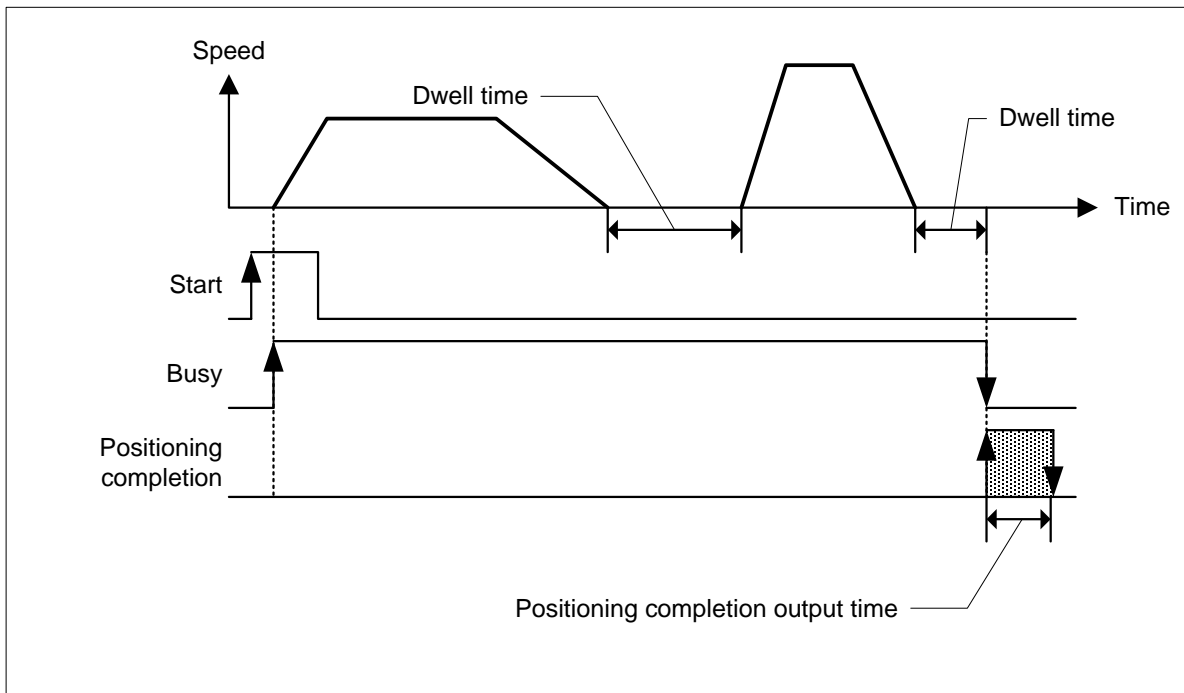 Speed
Dwell time
Dwell time
Time
Start
Busy
Positioning
completion
Positioning completion output time